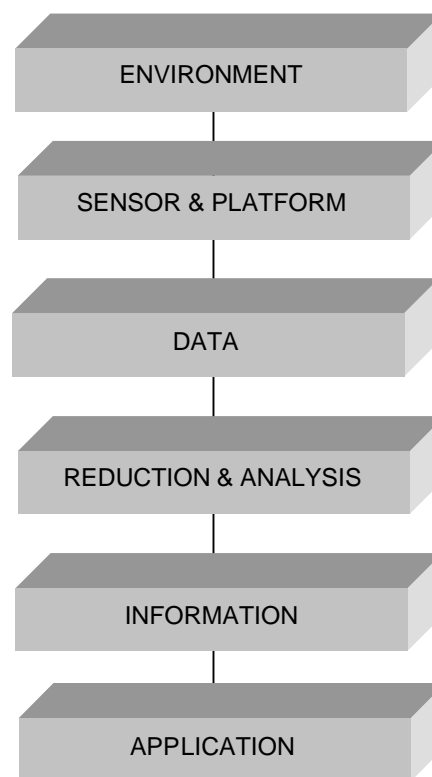 ENVIRONMENT
SENSOR & PLATFORM
DATA
REDUCTION & ANALYSIS
INFORMATION
APPLICATION